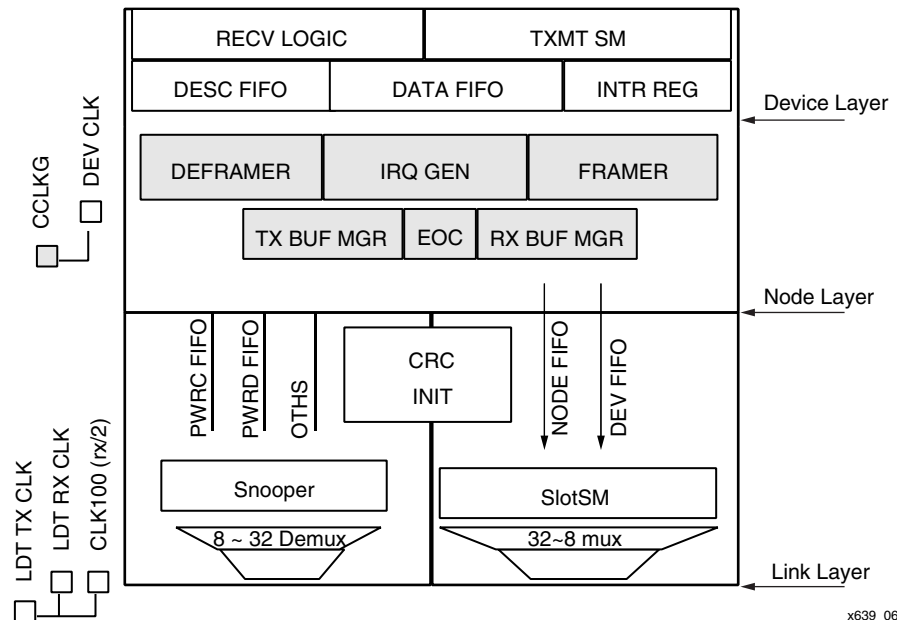 RECV LOGIC
TXMT SM
DESC FIFO
DATA FIFO
INTR REG
Device Layer
DEFRAMER
IRQ GEN
FRAMER
TX BUF MGR
EOC
RX BUF MGR
CCLKG
DEV CLK
Node Layer
PWRC FIFO
PWRD FIFO
OTHS
CRC
INIT
NODE FIFO
DEV FIFO
Snooper
SlotSM
8 ~ 32 Demux
32~8 mux
LDT TX CLK
LDT RX CLK
CLK100 (rx/2)
Link Layer
x639_06